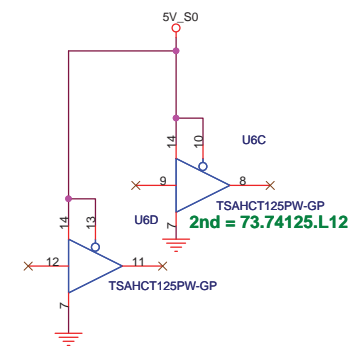 5V_S0
14
10
U6C
9
8
TSAHCT125PW-GP
7
2nd = 73.74125.L12
U6D
14
13
12
11
TSAHCT125PW-GP
7